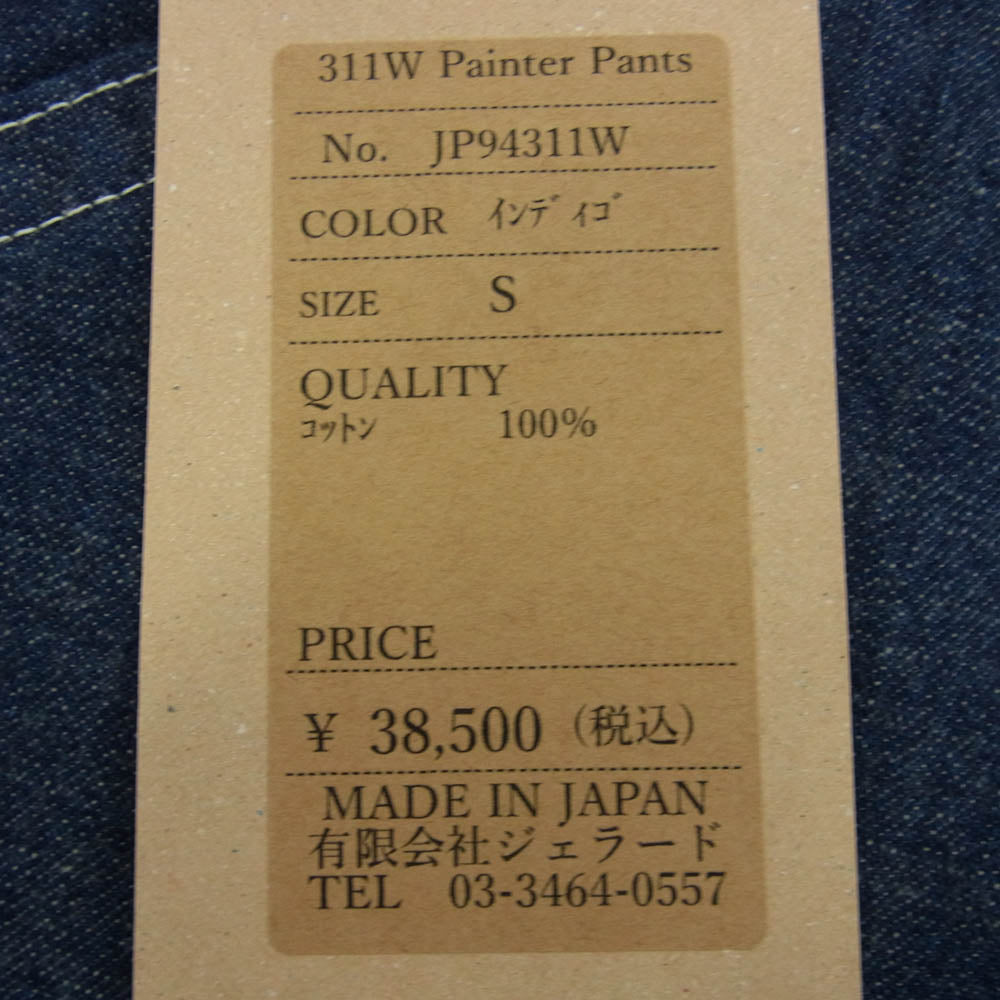 311W Painter Pants
No. JP94311W
COLOR ｲﾝﾃﾞｨｺﾞ
SIZE S
QUALITY
ｺｯﾄﾝ 100%
PRICE
¥ 38,500 (税込)
MADE IN JAPAN
有限会社ジェラード
TEL 03-3464-0557